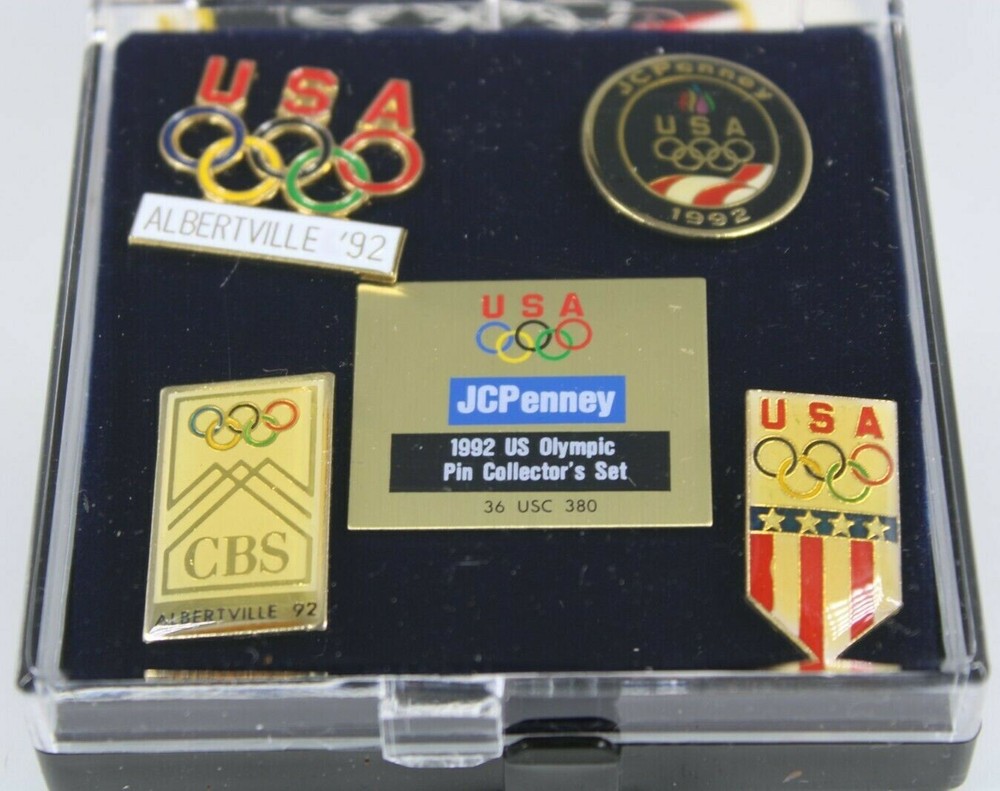 USA
ALBERTVILLE '92
JCPenney
USA
1992
USA
JCPenney
1992 US Olympic
Pin Collector's Set
36 USC 380
CBS
ALBERTVILLE 92
USA